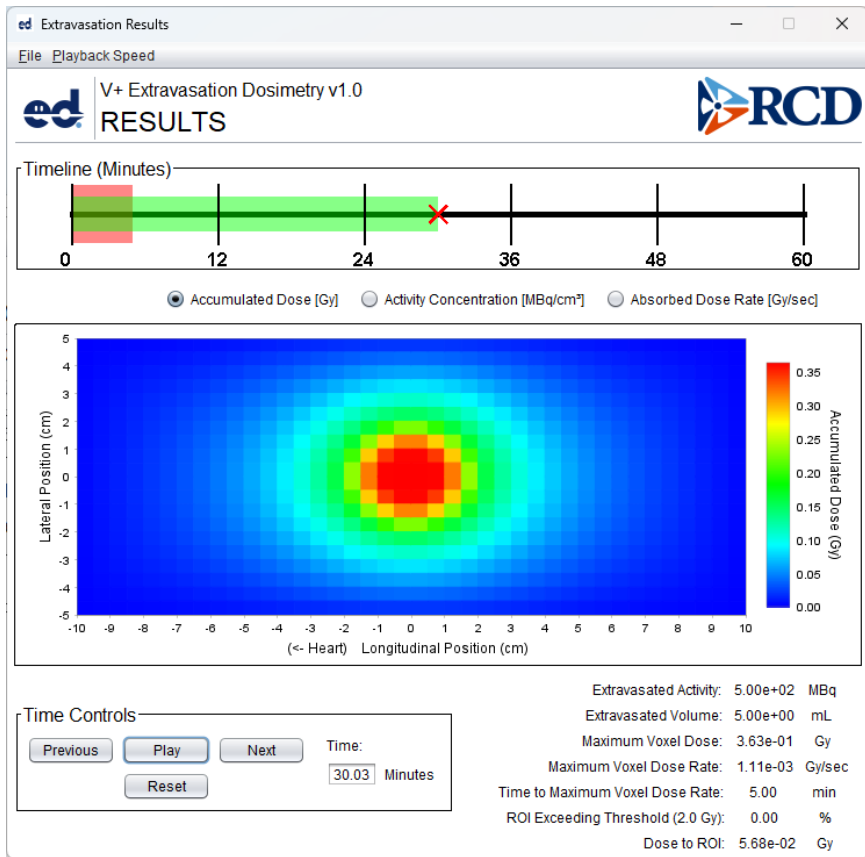 ed Extravasation Results
File Playback Speed
ed. V+ Extravasation Dosimetry v1.0
RESULTS
RCD
Timeline (Minutes)
0 12 24 36 48 60
Accumulated Dose [Gy] Activity Concentration [MBq/cm³] Absorbed Dose Rate [Gy/sec]
5
4
3
2
1
0
-1
-2
-3
-4
-5
Lateral Position (cm)
-10 -9 -8 -7 -6 -5 -4 -3 -2 -1 0 1 2 3 4 5 6 7 8 9 10
(<- Heart) Longitudinal Position (cm)
0.35
0.30
0.25
0.20
0.15
0.10
0.05
0.00
Accumulated Dose (Gy)
Time Controls
Previous Play Next
Reset
Time:
30.03 Minutes
Extravasated Activity: 5.00e+02 MBq
Extravasated Volume: 5.00e+00 mL
Maximum Voxel Dose: 3.63e-01 Gy
Maximum Voxel Dose Rate: 1.11e-03 Gy/sec
Time to Maximum Voxel Dose Rate: 5.00 min
ROI Exceeding Threshold (2.0 Gy): 0.00 %
Dose to ROI: 5.68e-02 Gy